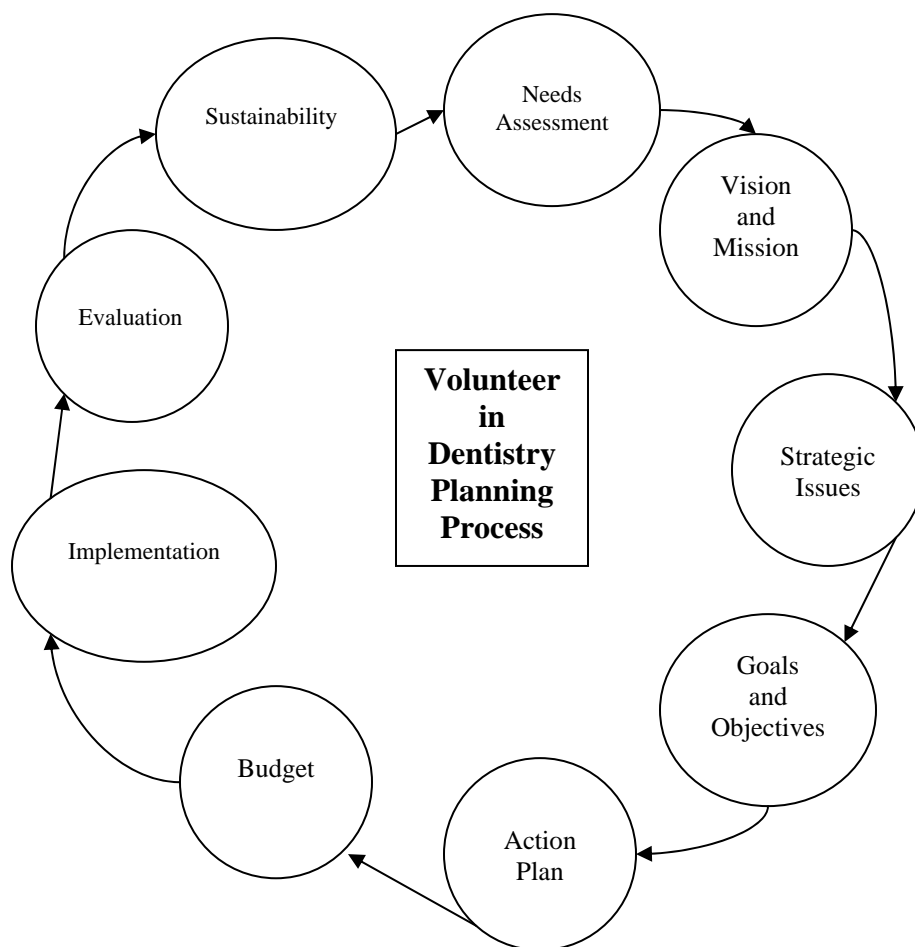 Sustainability
Needs
Assessment
Vision
and
Mission
Evaluation
Volunteer
in
Dentistry
Planning
Process
Strategic
Issues
Implementation
Goals
and
Objectives
Budget
Action
Plan